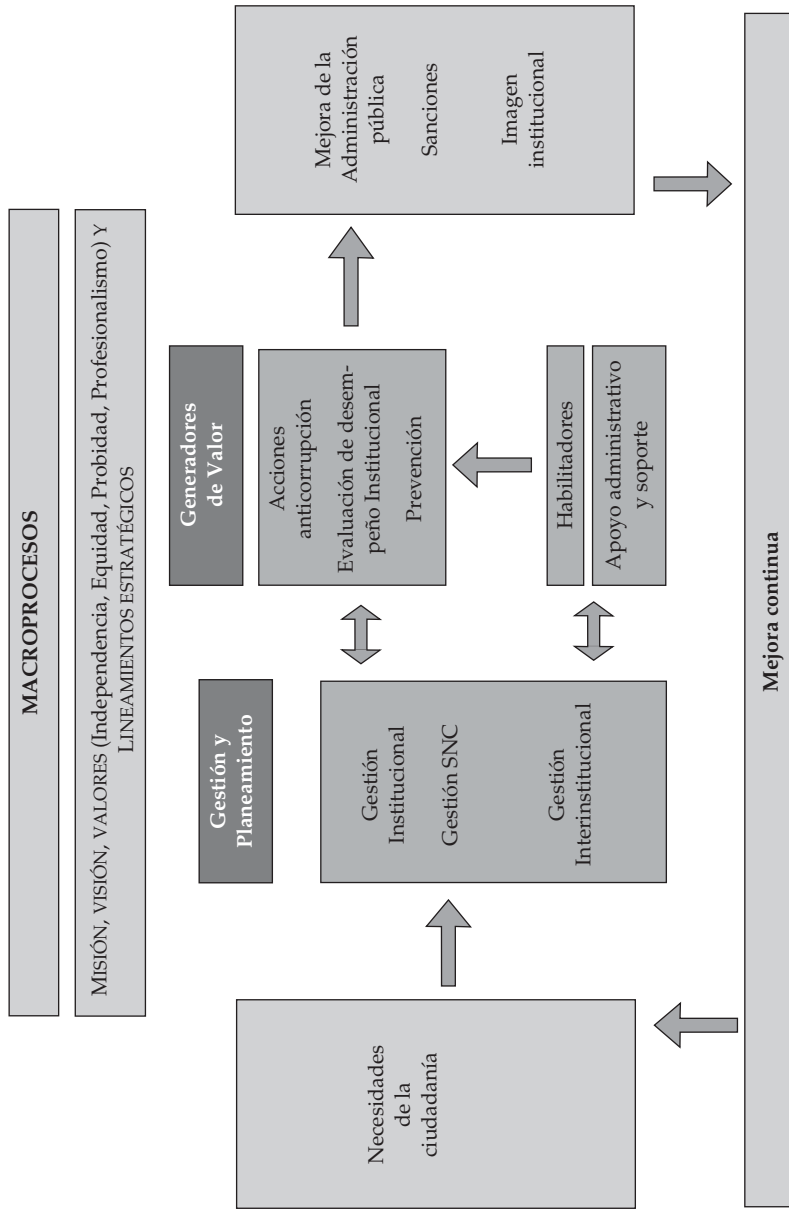 MACROPROCESOS
MISIÓN, VISIÓN, VALORES (Independencia, Equidad, Probidad, Profesionalismo) Y
LINEAMIENTOS ESTRATÉGICOS
Necesidades
de la
ciudadanía
Gestión y
Planeamiento
Gestión
Institucional
Gestión SNC
Gestión
Interinstitucional
Generadores
de Valor
Acciones
anticorrupción
Evaluación de desem-
peño Institucional
Prevención
Habilitadores
Apoyo administrativo
y soporte
Mejora de la
Administración
pública
Sanciones
Imagen
institucional
Mejora continua